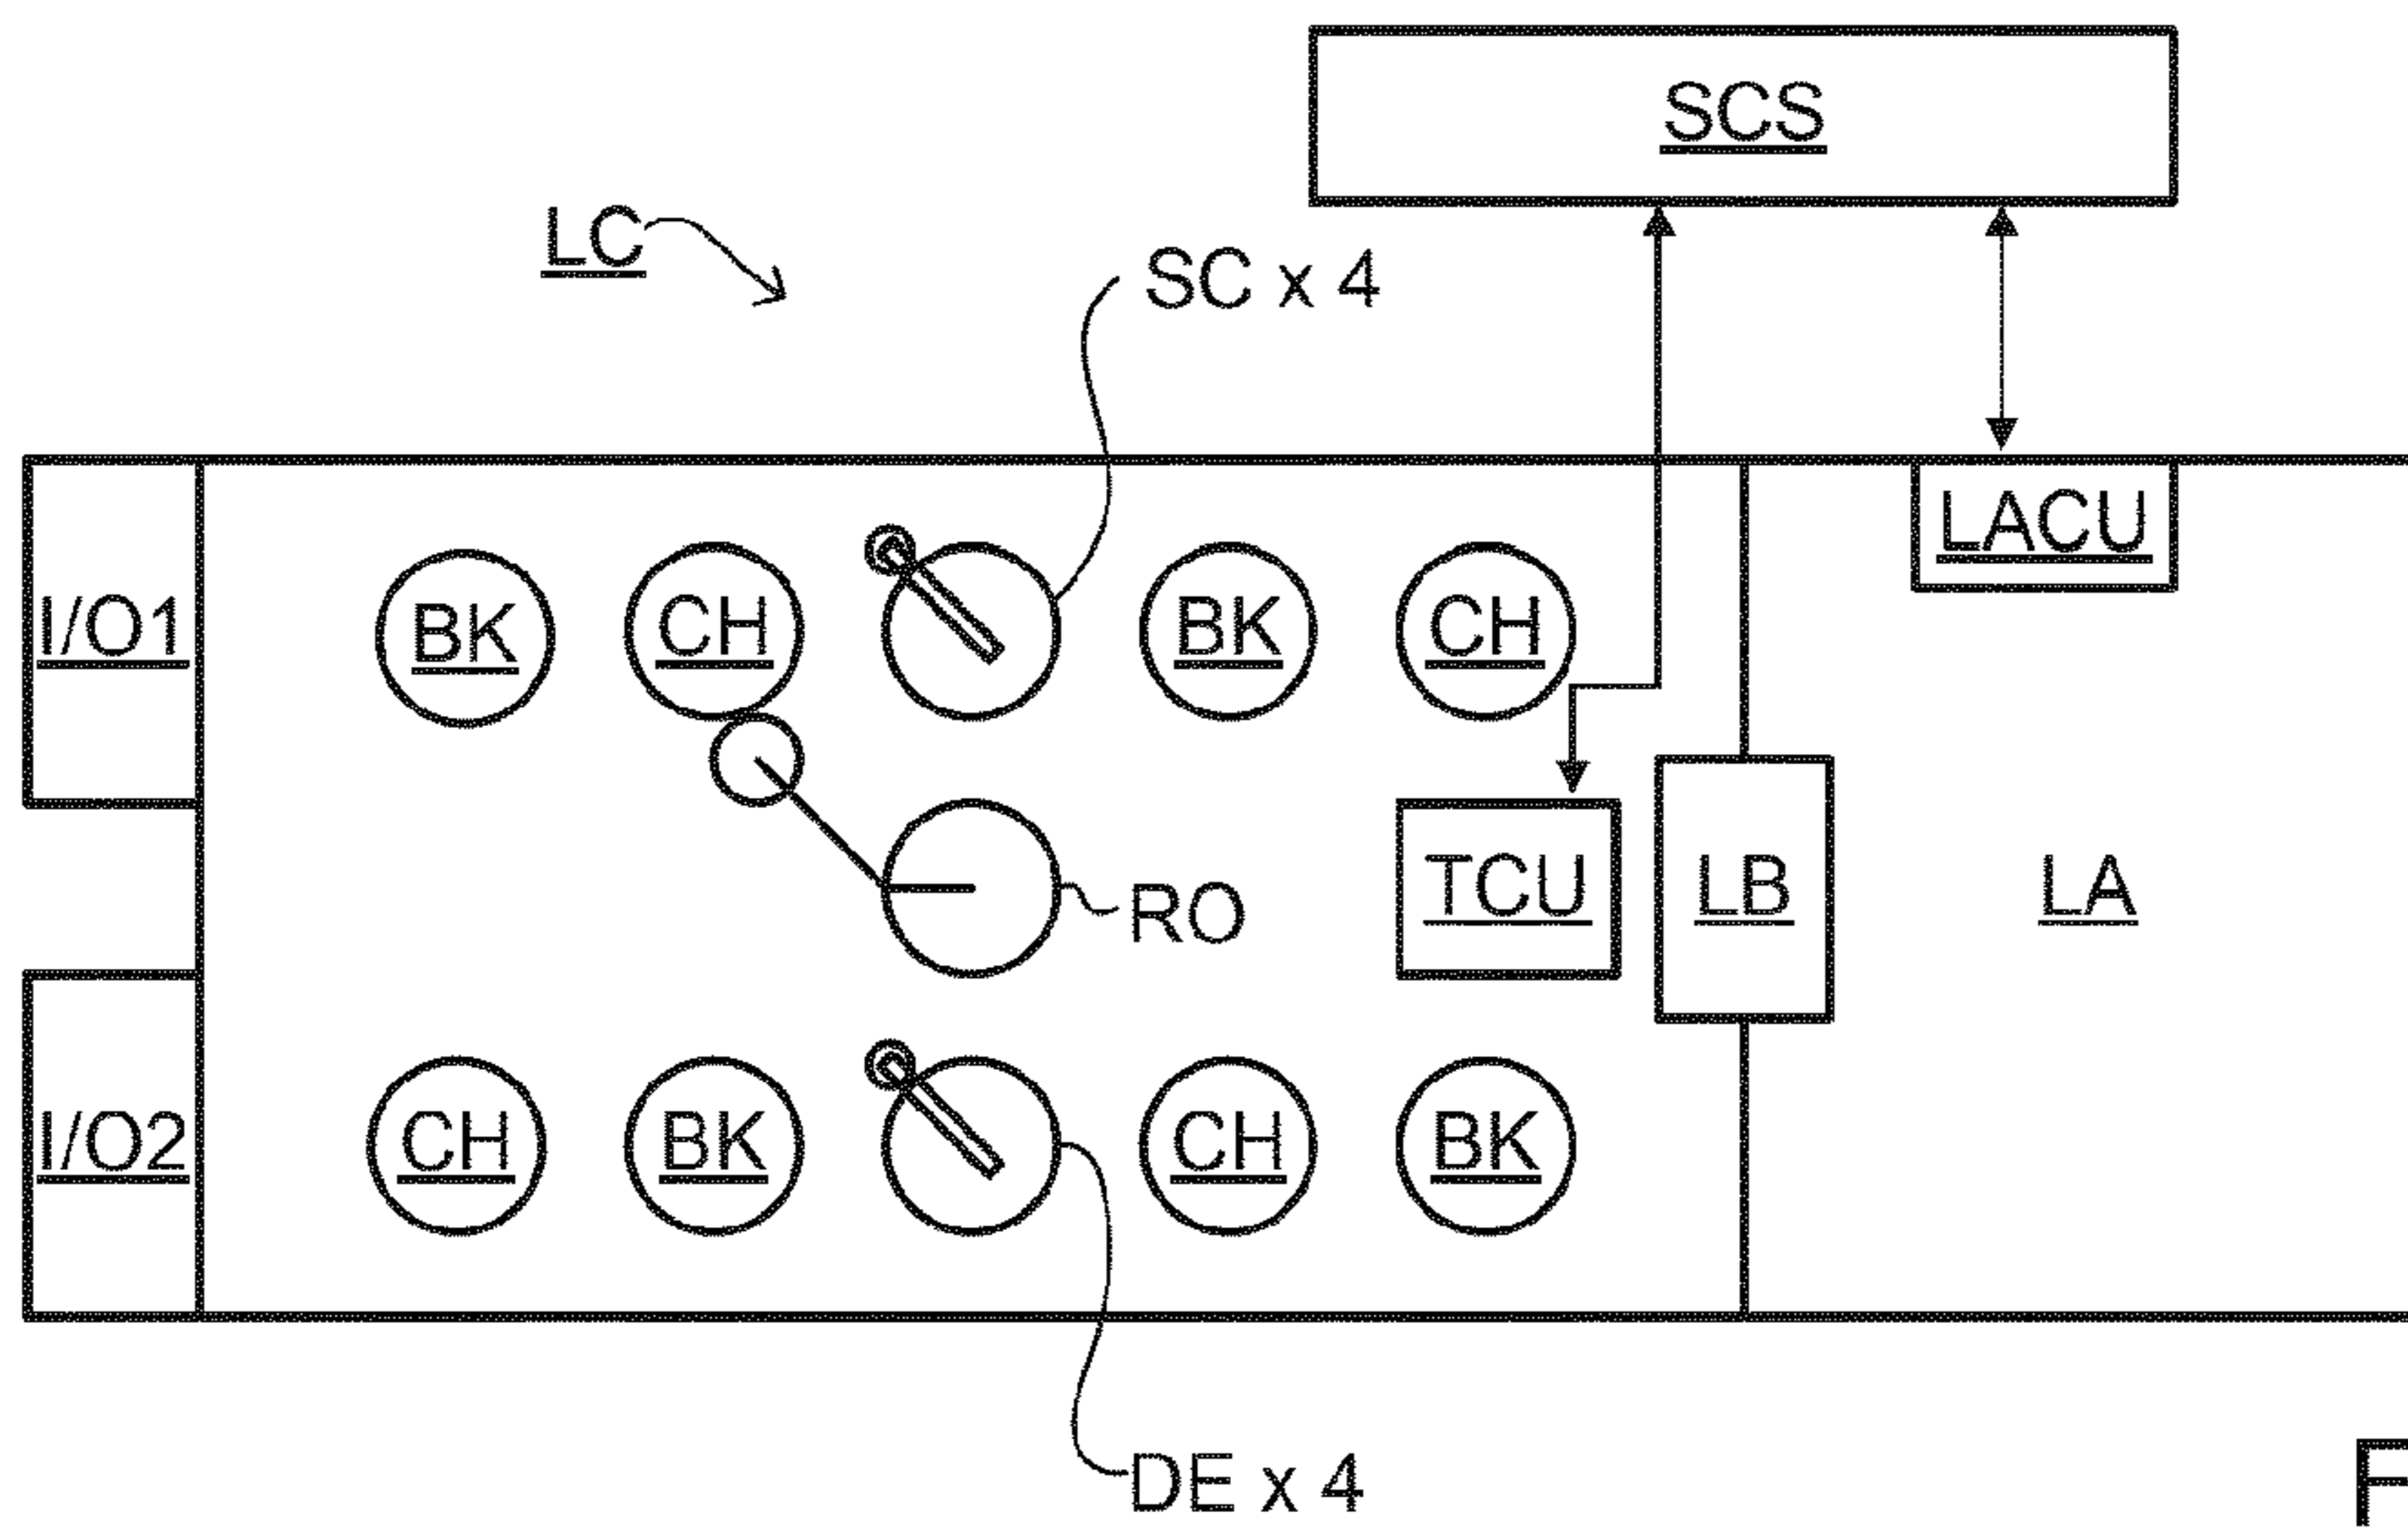 SCS
LC
SC x 4
LACU
I/O1
BK
CH
BK
CH
RO
TCU
LB
LA
I/O2
CH
BK
CH
BK
DE x 4
F